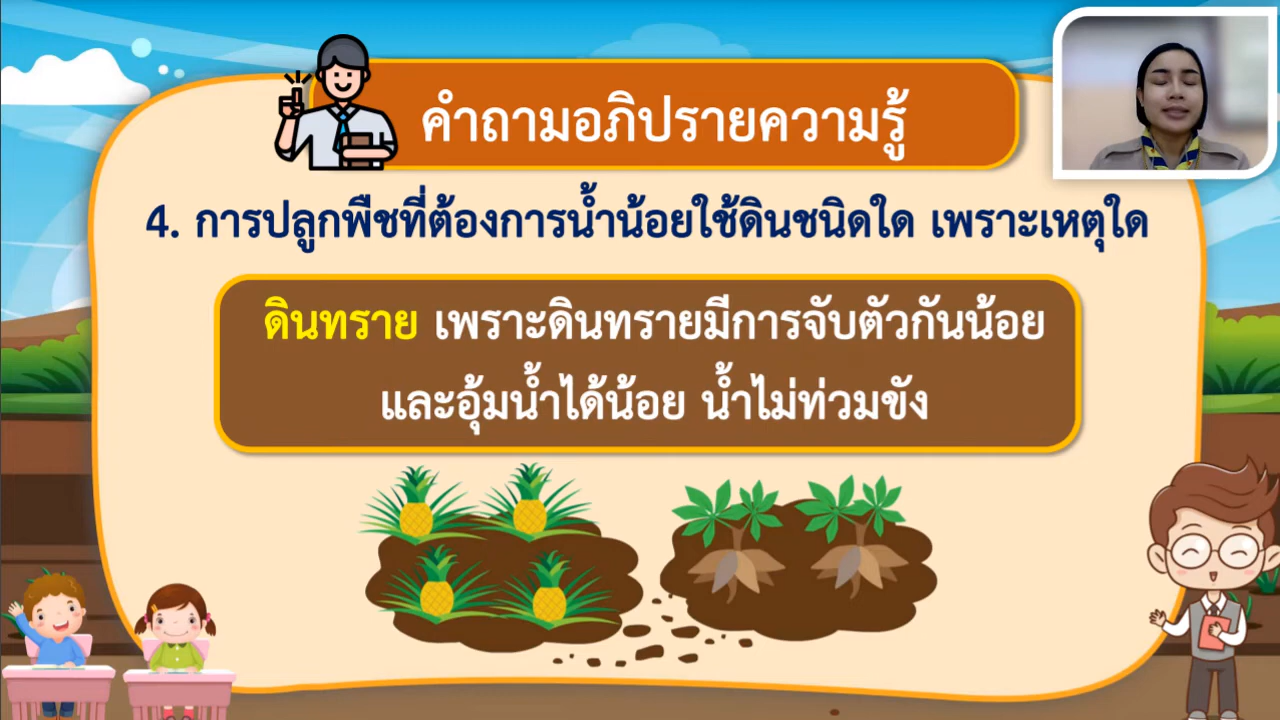 คำถามอภิปรายความรู้
4. การปลูกพืชที่ต้องการน้ำน้อยใช้ดินชนิดใด เพราะเหตุใด
ดินทราย เพราะดินทรายมีการจับตัวกันน้อย
และอุ้มน้ำได้น้อย น้ำไม่ท่วมขัง